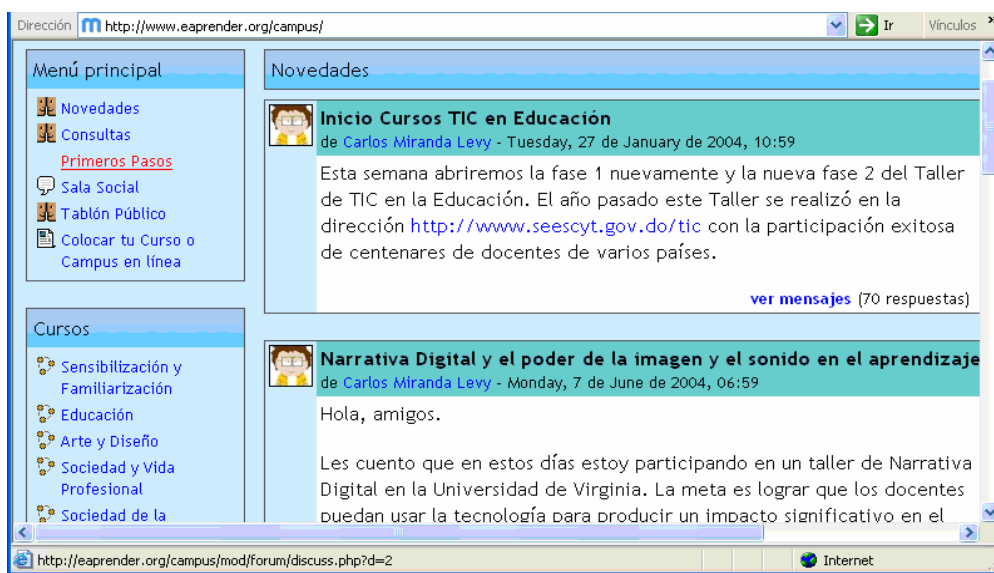 Dirección http://www.eaprender.org/campus/ Ir Vínculos »
Menú principal
Novedades
Consultas
Primeros Pasos
Sala Social
Tablón Público
Colocar tu Curso o
Campus en línea
Cursos
Sensibilización y
Familiarización
Educación
Arte y Diseño
Sociedad y Vida
Profesional
Sociedad de la
Novedades
Inicio Cursos TIC en Educación
de Carlos Miranda Levy - Tuesday, 27 de January de 2004, 10:59
Esta semana abriremos la fase 1 nuevamente y la nueva fase 2 del Taller
de TIC en la Educación. El año pasado este Taller se realizó en la
dirección http://www.seescyt.gov.do/tic con la participación exitosa
de centenares de docentes de varios países.
ver mensajes (70 respuestas)
Narrativa Digital y el poder de la imagen y el sonido en el aprendizaje
de Carlos Miranda Levy - Monday, 7 de June de 2004, 06:59
Hola, amigos.
Les cuento que en estos días estoy participando en un taller de Narrativa
Digital en la Universidad de Virginia. La meta es lograr que los docentes
puedan usar la tecnología para producir un impacto significativo en el
http://eaprender.org/campus/mod/forum/discuss.php?d=2 Internet